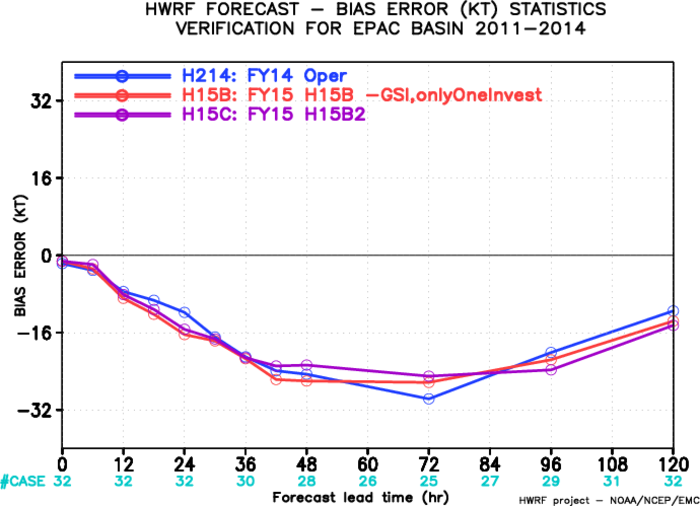 HWRF FORECAST − BIAS ERROR (KT) STATISTICS
VERIFICATION FOR EPAC BASIN 2011−2014
H214: FY14 Oper
H15B: FY15 H15B −GSI,onlyOneInvest
H15C: FY15 H15B2
BIAS ERROR (KT)
32
16
0
−16
−32
0 12 24 36 48 60 72 84 96 108 120
#CASE 32 32 32 30 28 26 25 27 29 31 32
Forecast lead time (hr)
HWRF project − NOAA/NCEP/EMC